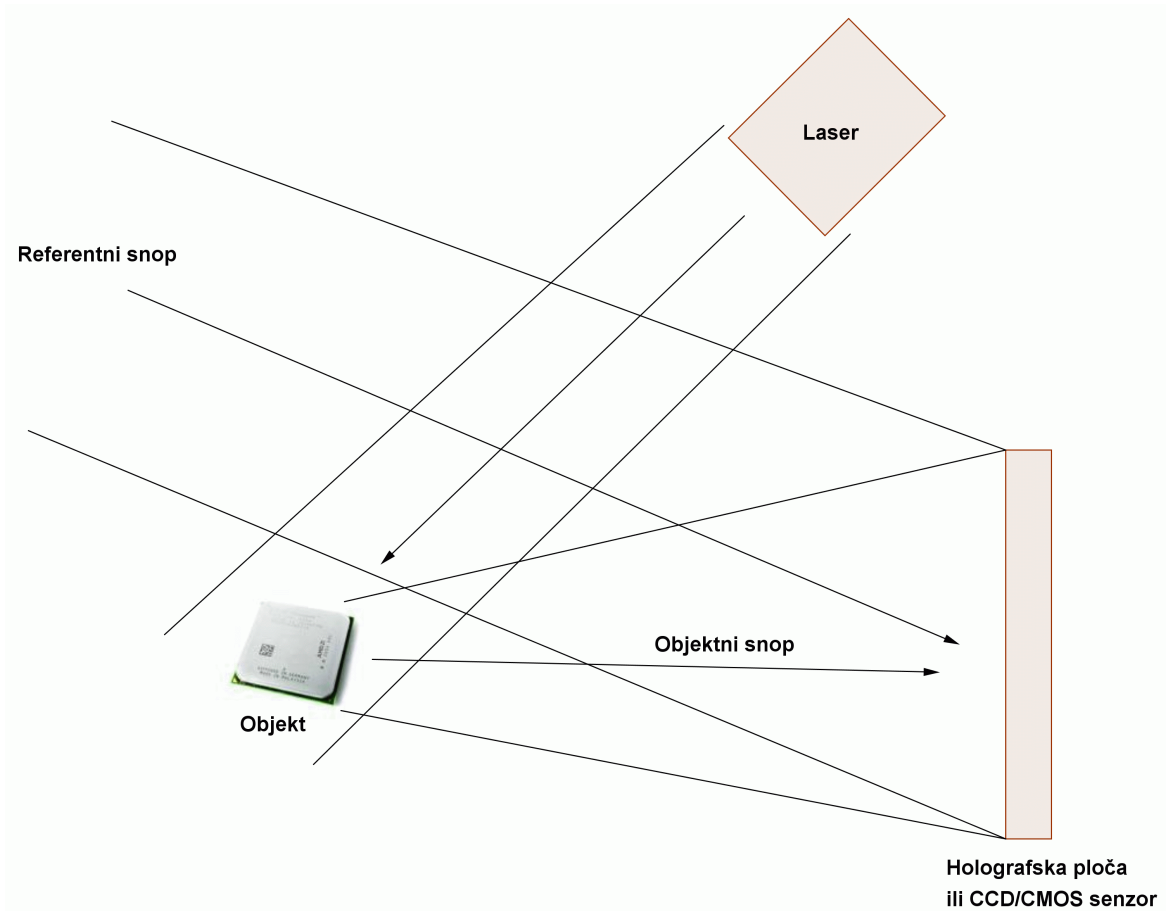 Laser
Referentni snop
Objektni snop
Objekt
Holografska ploča
ili CCD/CMOS senzor